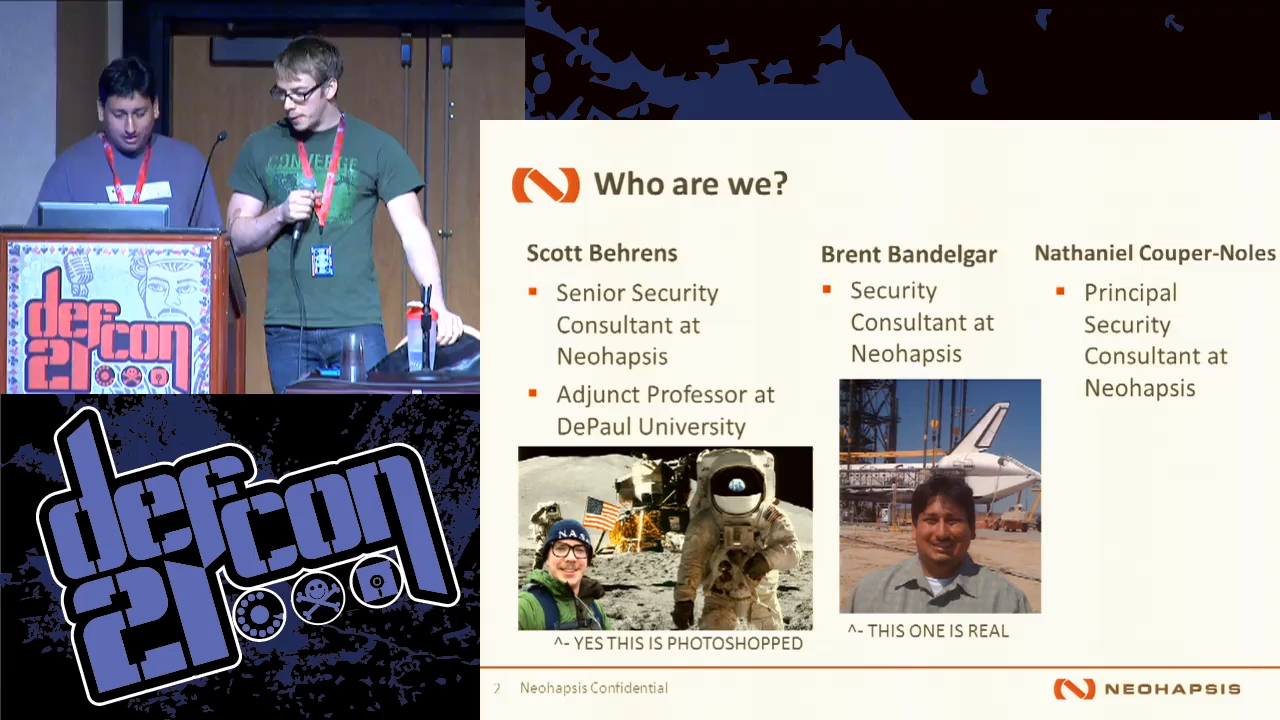 CONVERGE
defcon
21
defcon
21
Who are we?
Scott Behrens
Senior Security
Consultant at
Neohapsis
Adjunct Professor at
DePaul University
NASA
^- YES THIS IS PHOTOSHOPPED
Brent Bandelgar
Security
Consultant at
Neohapsis
^- THIS ONE IS REAL
Nathaniel Couper-Noles
Principal
Security
Consultant at
Neohapsis
2 Neohapsis Confidential
NEOHAPSIS